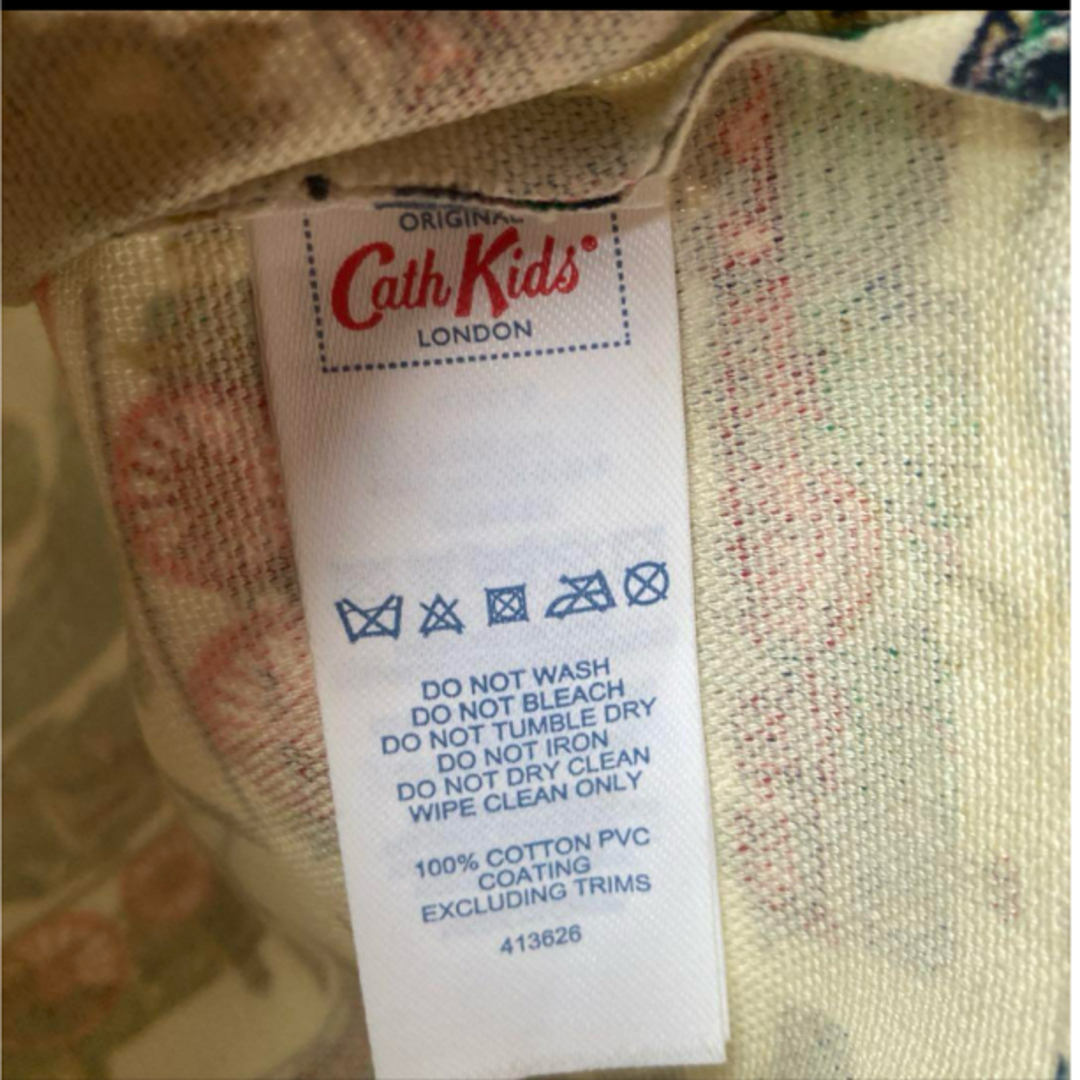 ORIGINAL
Cath Kids
LONDON
DO NOT WASH
DO NOT BLEACH
DO NOT TUMBLE DRY
DO NOT IRON
DO NOT DRY CLEAN
WIPE CLEAN ONLY
100% COTTON PVC
COATING
EXCLUDING TRIMS
413626